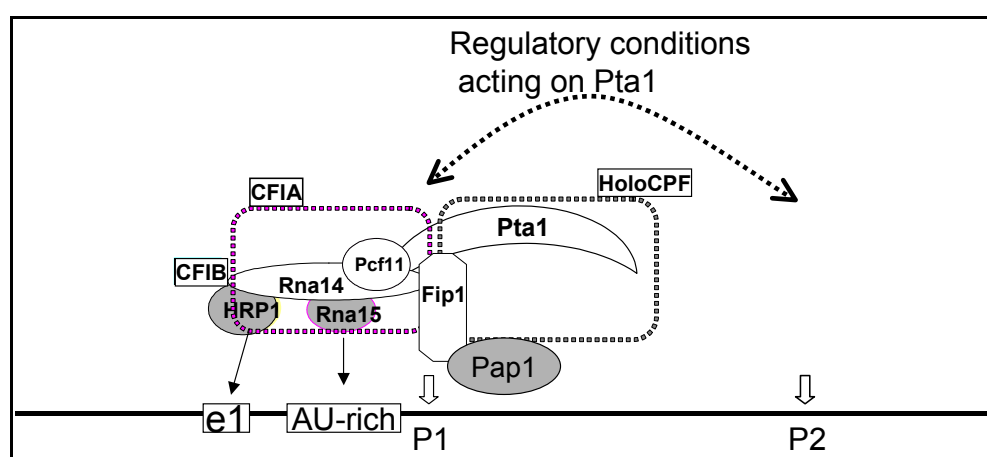 Regulatory conditions
acting on Pta1
HoloCPF
CFIA
Pta1
Pcf11
CFIB
Rna14
Fip1
HRP1
Rna15
Pap1
e1
AU-rich
P1
P2